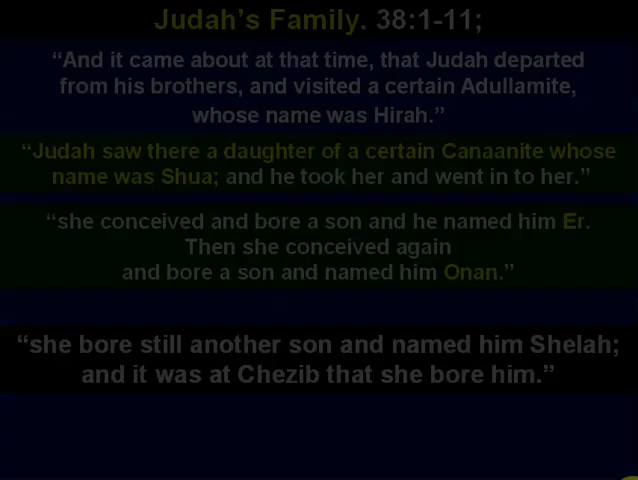 Judah’s Family. 38:1-11;
“And it came about at that time, that Judah departed
from his brothers, and visited a certain Adullamite,
whose name was Hirah.”
“Judah saw there a daughter of a certain Canaanite whose
name was Shua; and he took her and went in to her.”
“she conceived and bore a son and he named him Er.
Then she conceived again
and bore a son and named him Onan.”
“she bore still another son and named him Shelah;
and it was at Chezib that she bore him.”